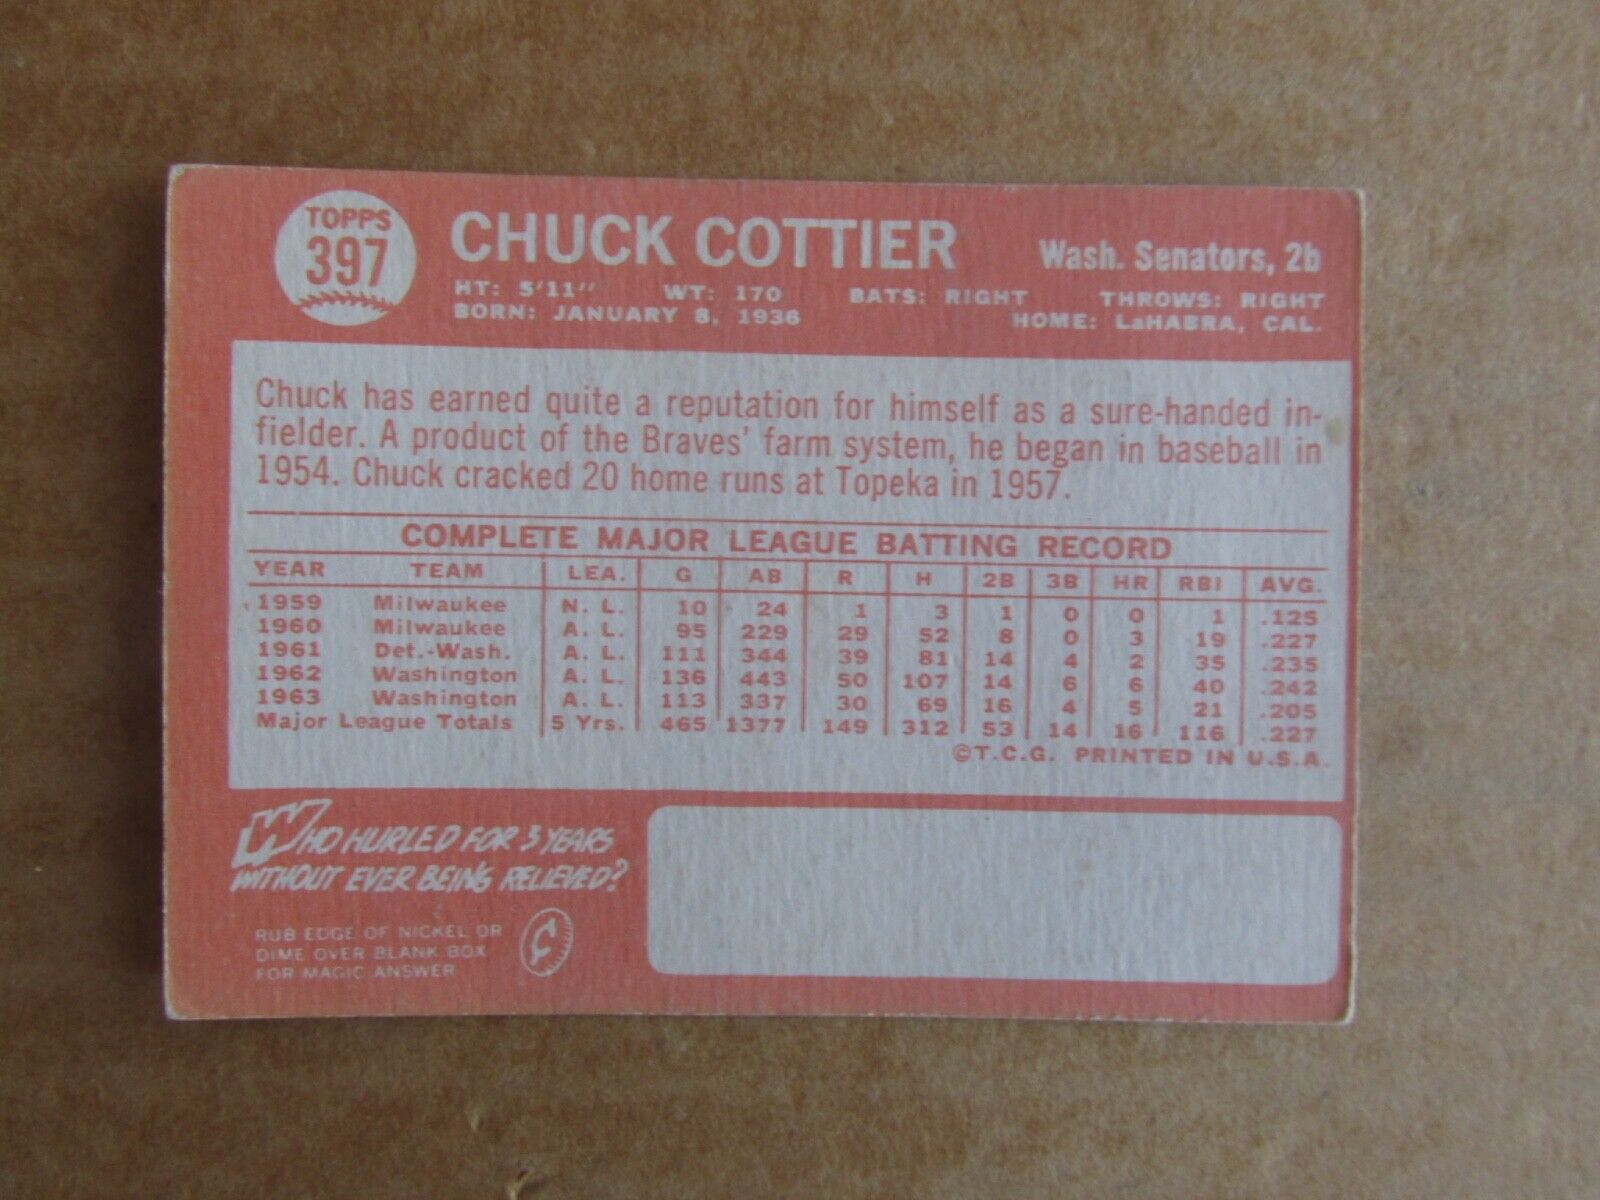 TOPPS
397
CHUCK COTTIER
Wash. Senators, 2b
HT: 5'11" WT: 170 BATS: RIGHT THROWS: RIGHT
BORN: JANUARY 8, 1936 HOME: LaHABRA, CAL.
Chuck has earned quite a reputation for himself as a sure-handed in-
fielder. A product of the Braves' farm system, he began in baseball in
1954. Chuck cracked 20 home runs at Topeka in 1957.
COMPLETE MAJOR LEAGUE BATTING RECORD
YEAR TEAM LEA. G AB R H 2B 3B HR RBI AVG.
1959 Milwaukee N. L. 10 24 1 3 1 0 0 1 .125
1960 Milwaukee A. L. 95 229 29 52 8 0 3 19 .227
1961 Det.-Wash. A. L. 111 344 39 81 14 4 2 35 .235
1962 Washington A. L. 136 443 50 107 14 6 6 40 .242
1963 Washington A. L. 113 337 30 69 16 4 5 21 .205
Major League Totals 5 Yrs. 465 1377 149 312 53 14 16 116 .227
©T.C.G. PRINTED IN U.S.A.
WHO HURLED FOR 3 YEARS
WITHOUT EVER BEING RELIEVED?
RUB EDGE OF NICKEL OR
DIME OVER BLANK BOX
FOR MAGIC ANSWER
¢